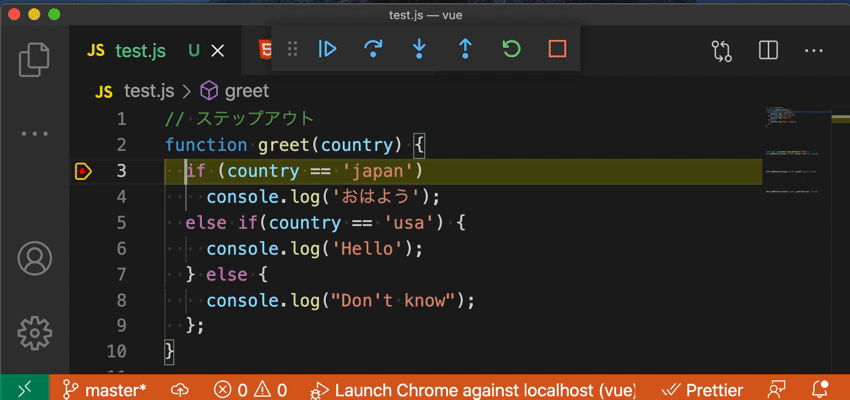 test.js — vue
JS test.js U
JS test.js > greet
1 // ステップアウト
2 function greet(country) {
3 if (country == 'japan')
4 console.log('おはよう');
5 else if(country == 'usa') {
6 console.log('Hello');
7 } else {
8 console.log("Don't know");
9 };
10 }
master* 0 0 Launch Chrome against localhost (vue) Prettier